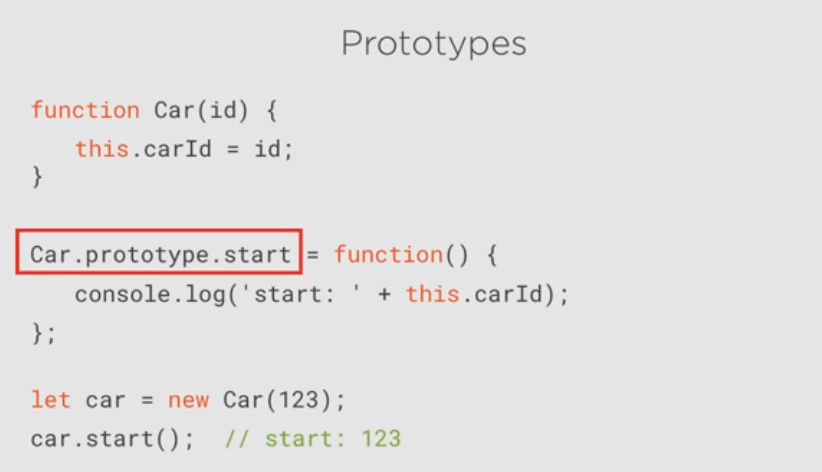 Prototypes
function Car(id) {
this.carId = id;
}
Car.prototype.start = function() {
console.log('start: ' + this.carId);
};
let car = new Car(123);
car.start(); // start: 123